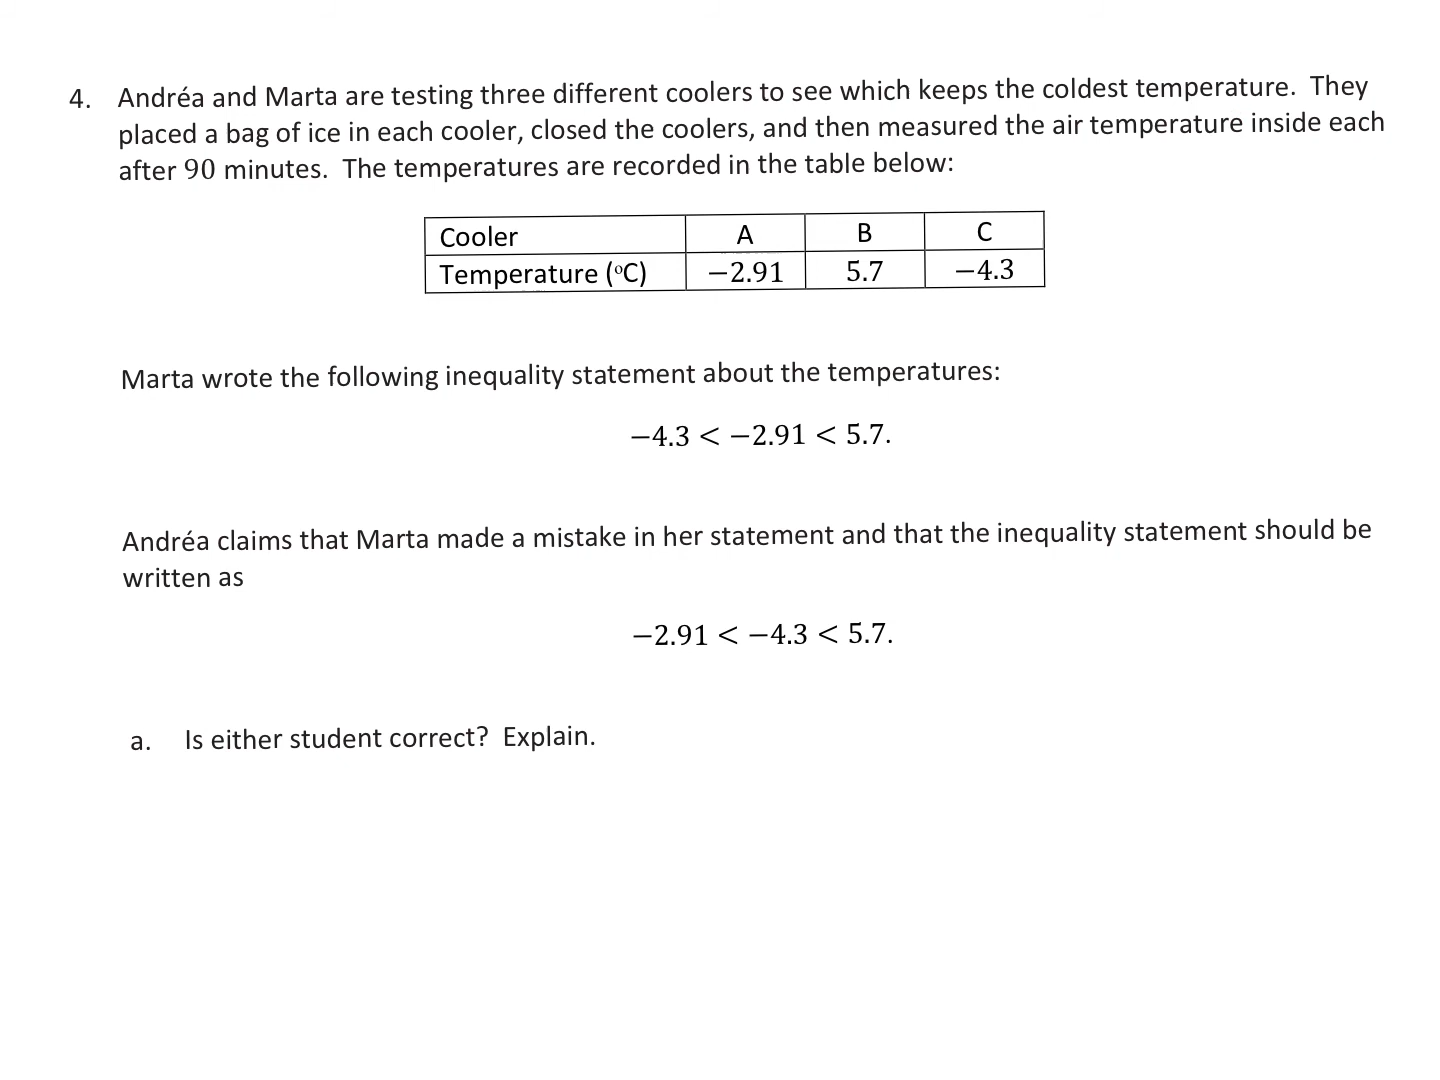 4. Andréa and Marta are testing three different coolers to see which keeps the coldest temperature. They
placed a bag of ice in each cooler, closed the coolers, and then measured the air temperature inside each
after 90 minutes. The temperatures are recorded in the table below:
Cooler A B C
Temperature (°C) −2.91 5.7 −4.3
Marta wrote the following inequality statement about the temperatures:
−4.3 < −2.91 < 5.7.
Andréa claims that Marta made a mistake in her statement and that the inequality statement should be
written as
−2.91 < −4.3 < 5.7.
a. Is either student correct? Explain.